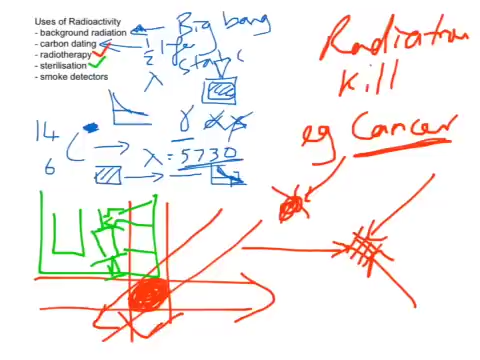 Uses of Radioactivity
- background radiation
- carbon dating
- radiotherapy
- sterilisation
- smoke detectors
Big bang
½ life
λ
γ α β
14
6 C
λ = 5730
Radiation
Kill
eg Cancer